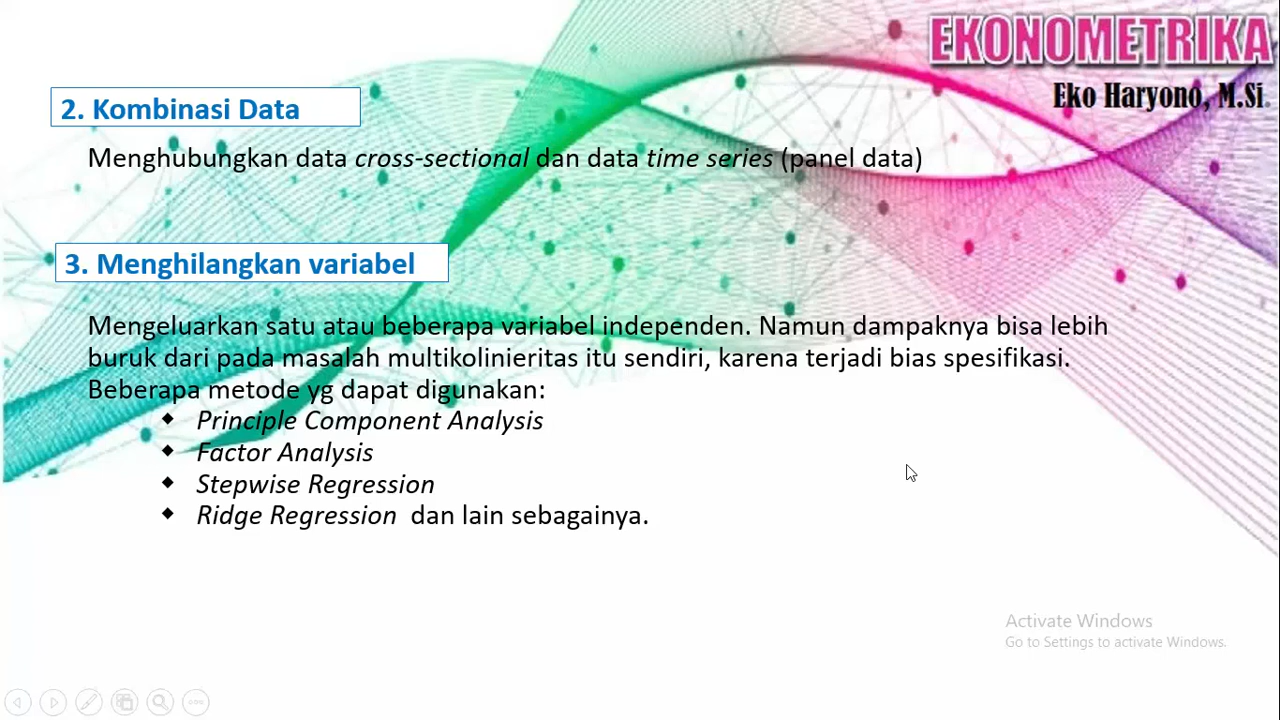 EKONOMETRIKA
Eko Haryono, M.Si.
2. Kombinasi Data
Menghubungkan data cross-sectional dan data time series (panel data)
3. Menghilangkan variabel
Mengeluarkan satu atau beberapa variabel independen. Namun dampaknya bisa lebih
buruk dari pada masalah multikolinieritas itu sendiri, karena terjadi bias spesifikasi.
Beberapa metode yg dapat digunakan:
◆ Principle Component Analysis
◆ Factor Analysis
◆ Stepwise Regression
◆ Ridge Regression dan lain sebagainya.
Activate Windows
Go to Settings to activate Windows.